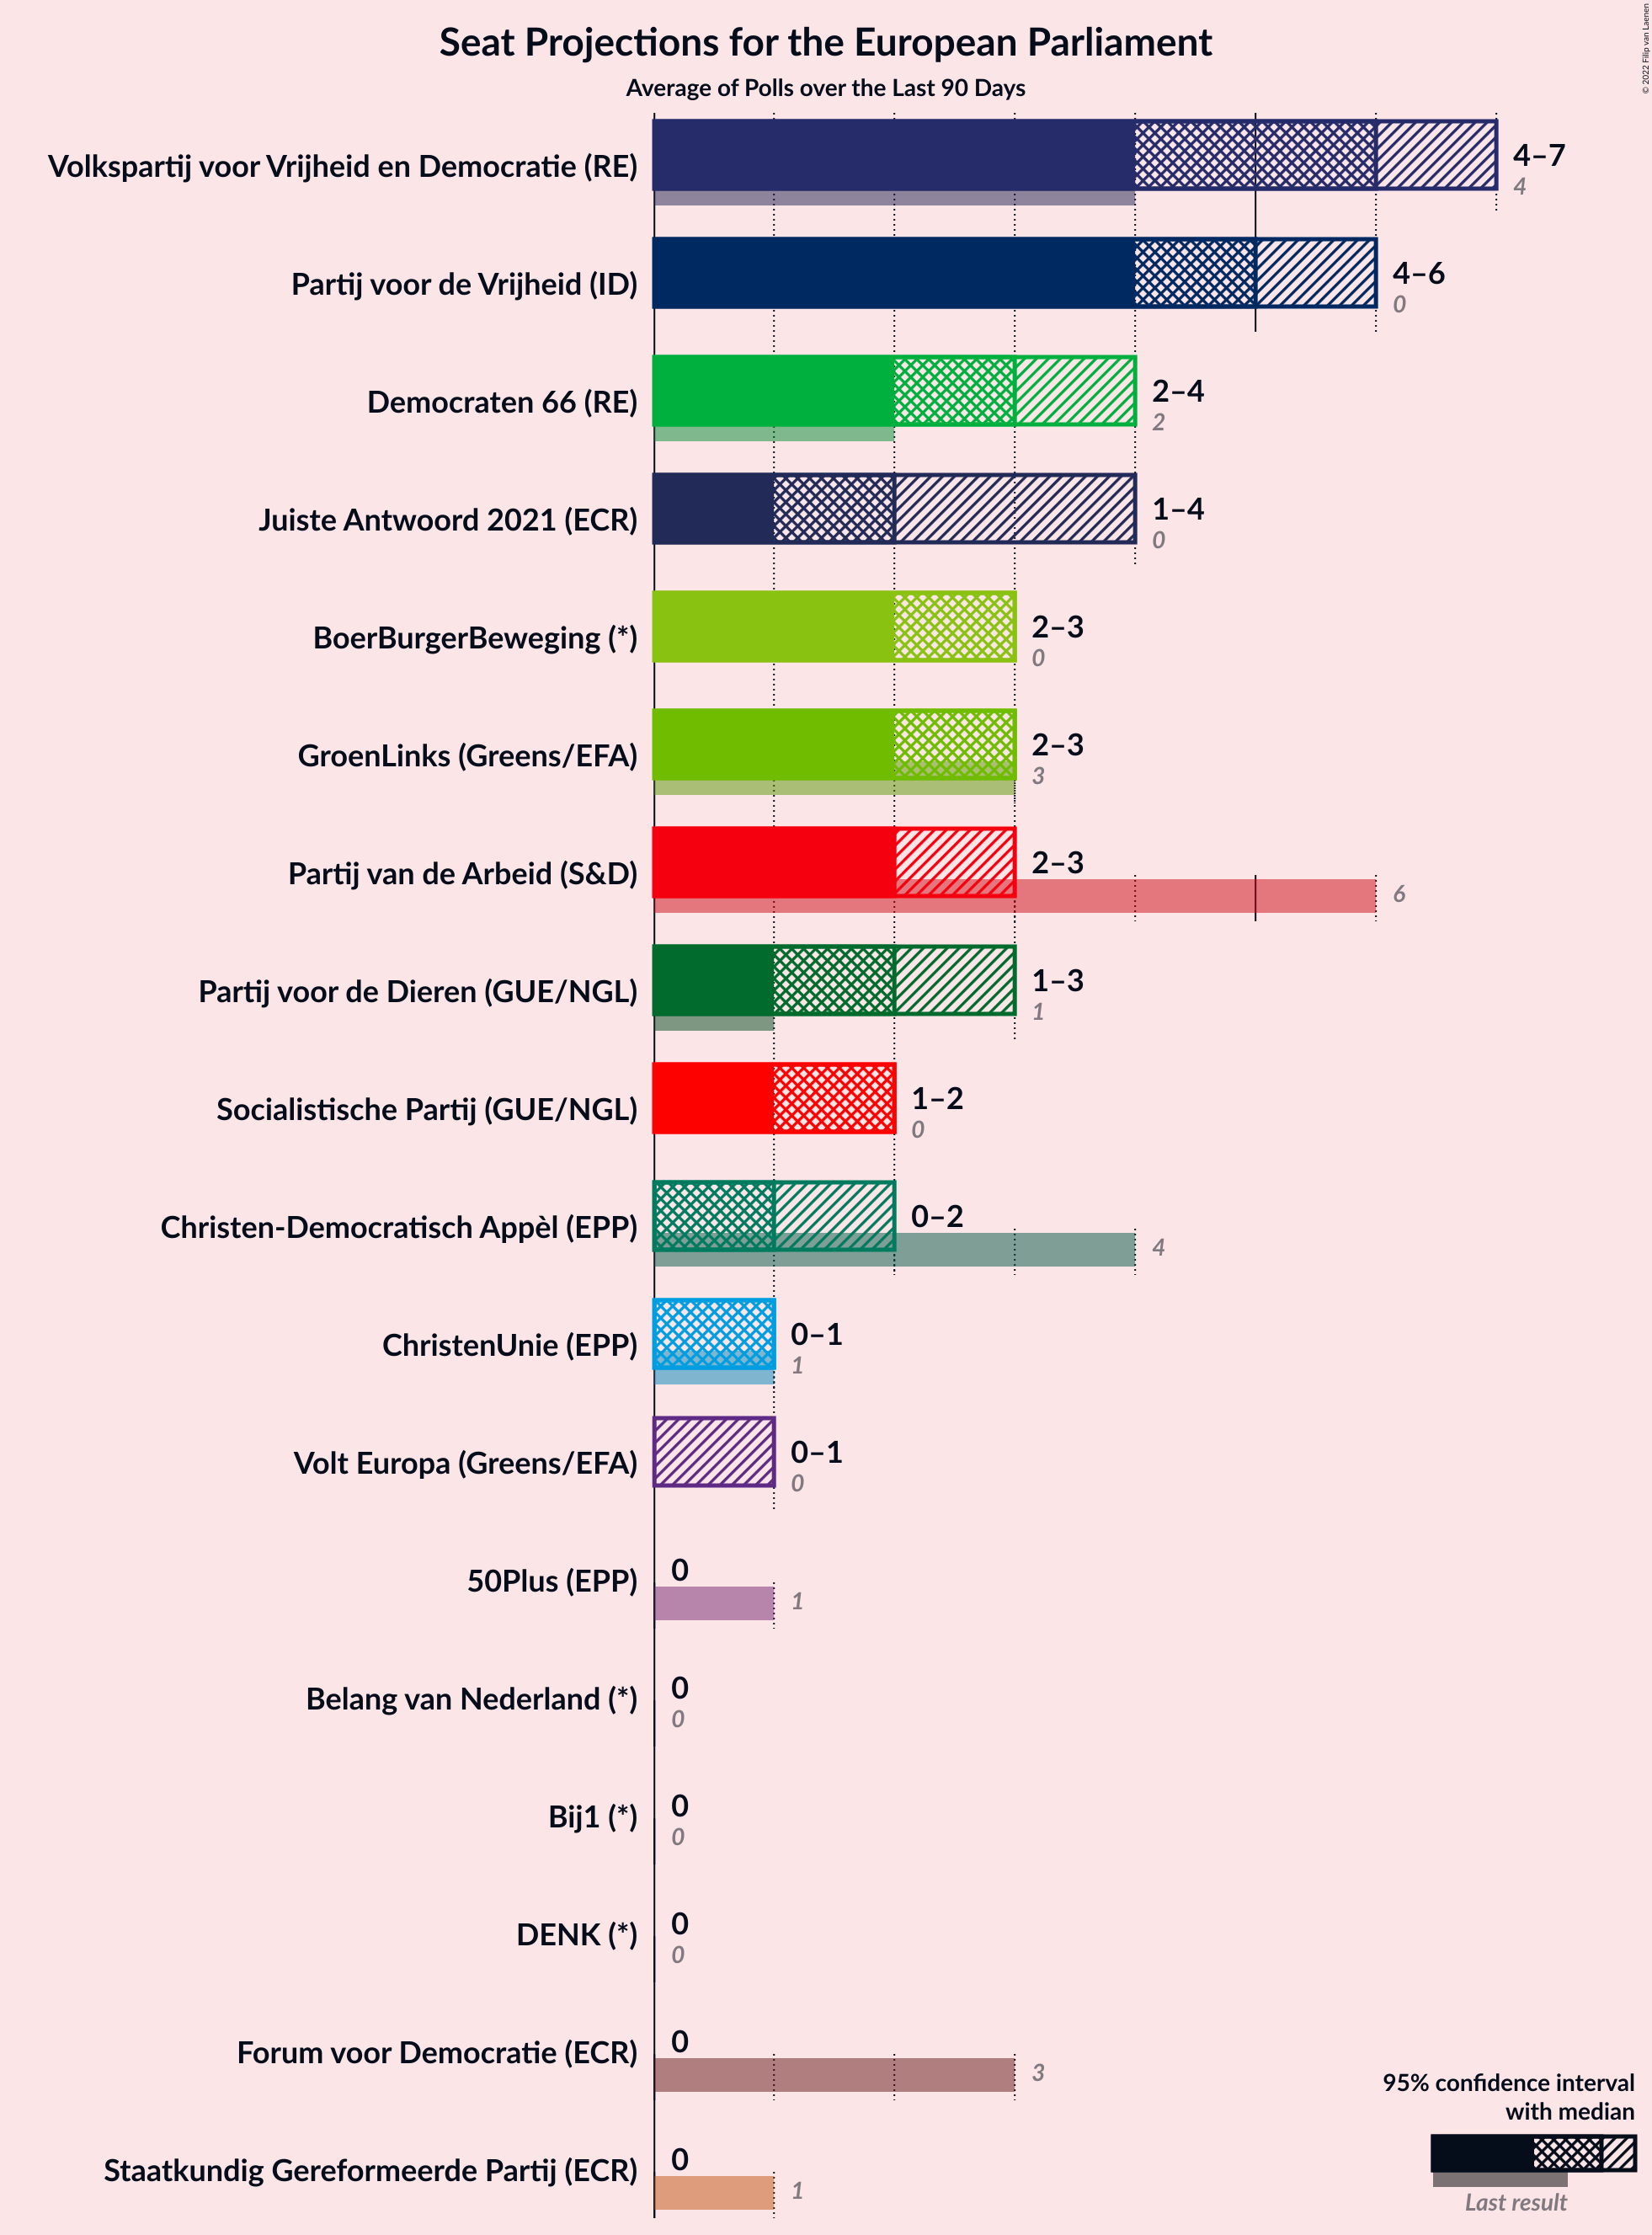 Seat Projections for the European Parliament
Average of Polls over the Last 90 Days
© 2022 Filip van Laenen
Volkspartij voor Vrijheid en Democratie (RE)
4–7
4
Partij voor de Vrijheid (ID)
4–6
0
Democraten 66 (RE)
2–4
2
Juiste Antwoord 2021 (ECR)
1–4
0
BoerBurgerBeweging (*)
2–3
0
GroenLinks (Greens/EFA)
2–3
3
Partij van de Arbeid (S&D)
2–3
6
Partij voor de Dieren (GUE/NGL)
1–3
1
Socialistische Partij (GUE/NGL)
1–2
0
Christen-Democratisch Appèl (EPP)
0–2
4
ChristenUnie (EPP)
0–1
1
Volt Europa (Greens/EFA)
0–1
0
50Plus (EPP)
0
1
Belang van Nederland (*)
0
0
Bij1 (*)
0
0
DENK (*)
0
0
Forum voor Democratie (ECR)
0
3
Staatkundig Gereformeerde Partij (ECR)
0
1
95% confidence interval
with median
Last result